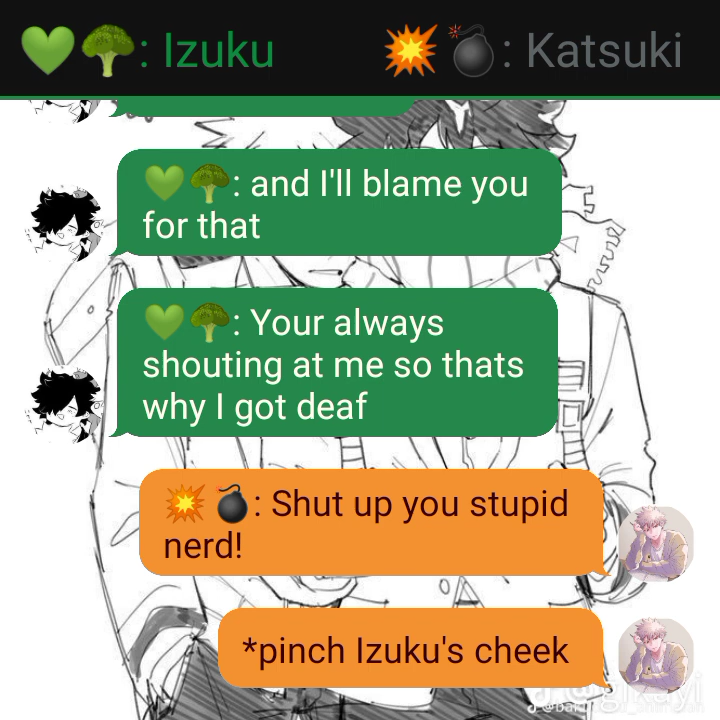 💚🥦: Izuku
💥💣: Katsuki
💚🥦: and I'll blame you
for that
💚🥦: Your always
shouting at me so thats
why I got deaf
💥💣: Shut up you stupid
nerd!
*pinch Izuku's cheek